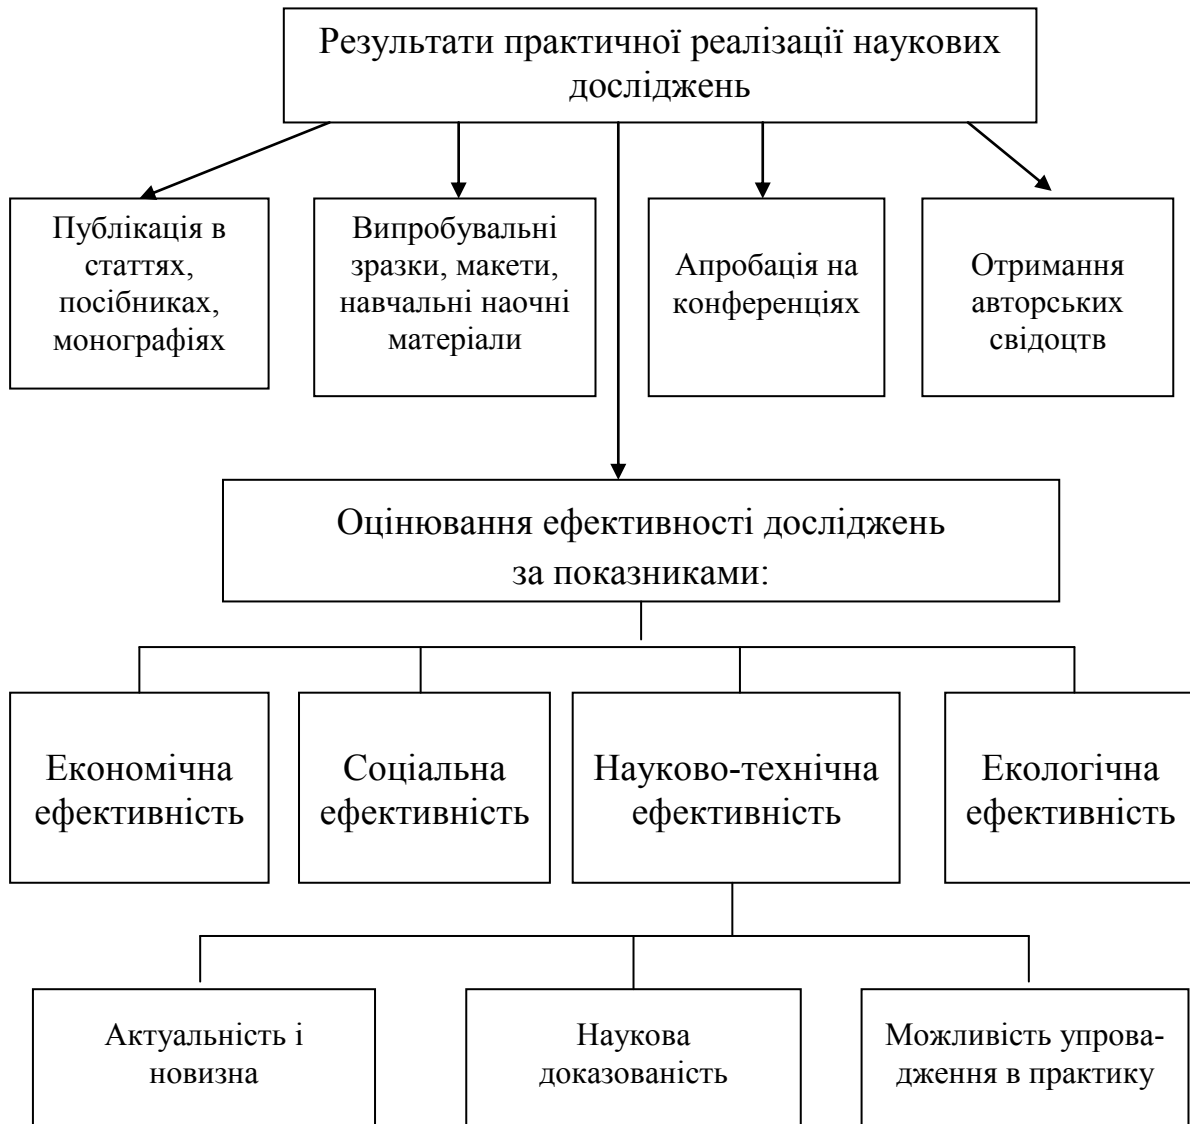 Результати практичної реалізації наукових
досліджень
Публікація в
статтях,
посібниках,
монографіях
Випробувальні
зразки, макети,
навчальні наочні
матеріали
Апробація на
конференціях
Отримання
авторських
свідоцтв
Оцінювання ефективності досліджень
за показниками:
Економічна
ефективність
Соціальна
ефективність
Науково-технічна
ефективність
Екологічна
ефективність
Актуальність і
новизна
Наукова
доказованість
Можливість упрова-
дження в практику